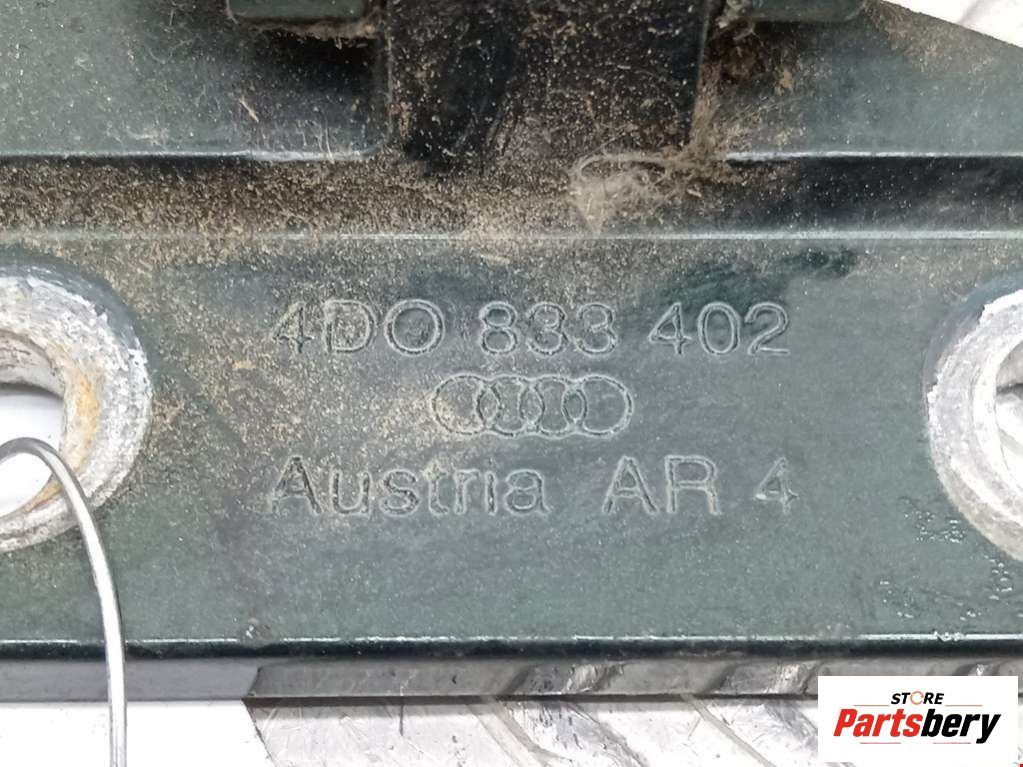 4D0 833 402
Austria AR 4
STORE
Partsbery